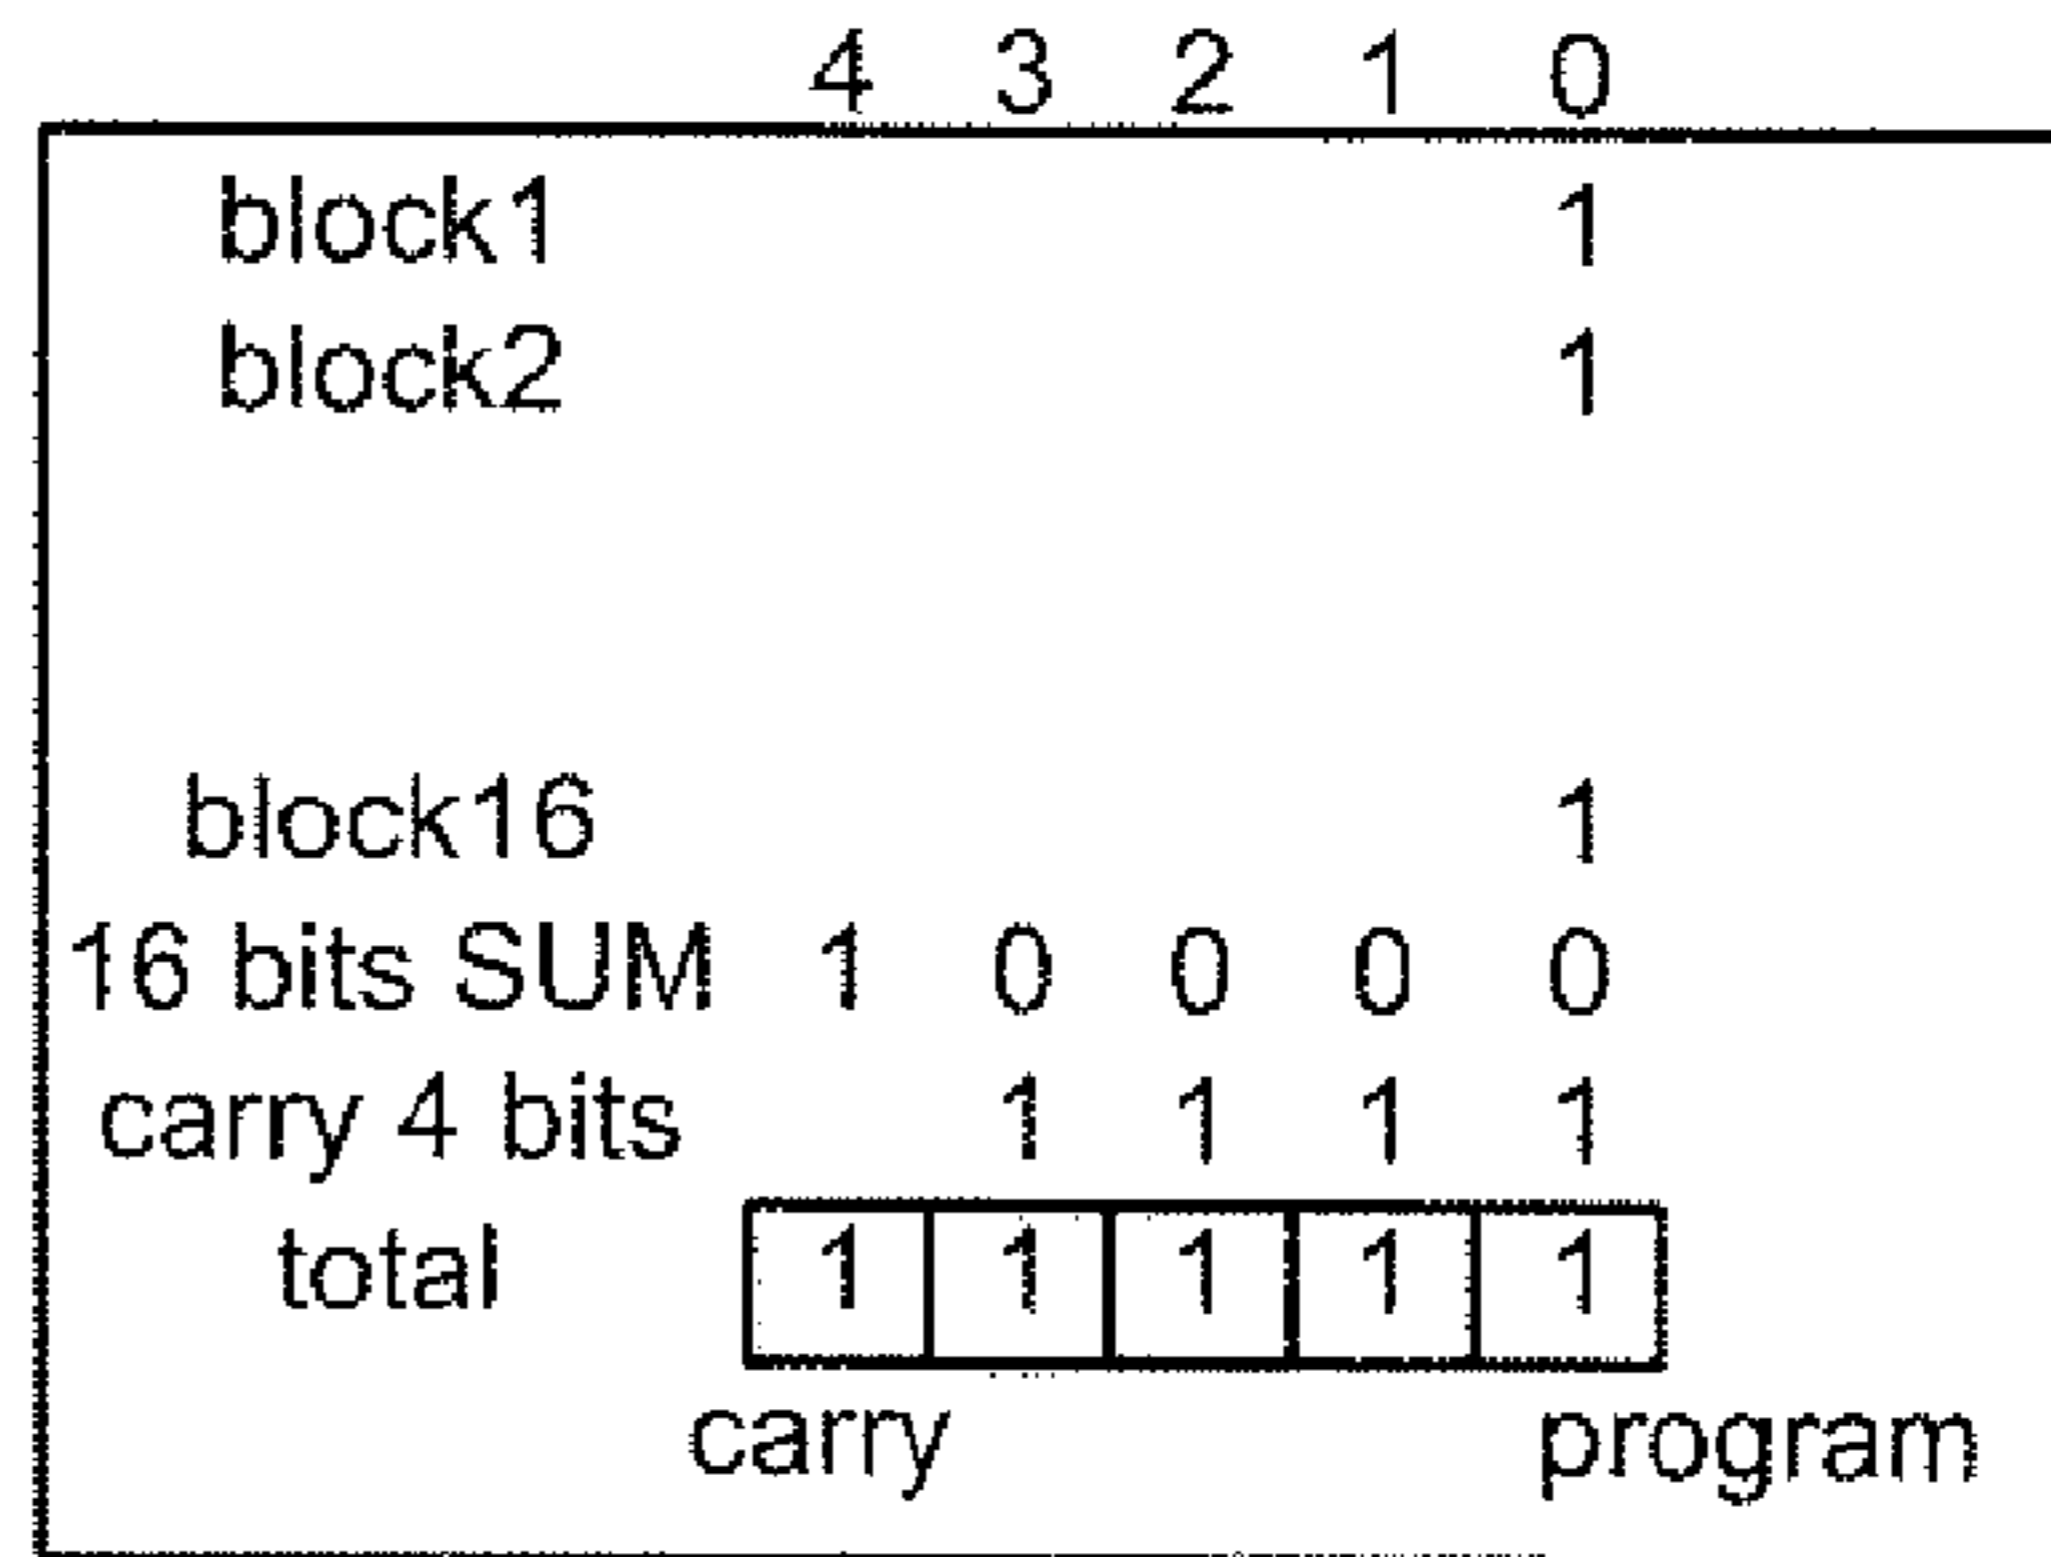 4 3 2 1 0
block1 1
block2 1
block16 1
16 bits SUM 1 0 0 0 0
carry 4 bits 1 1 1 1
total 1 1 1 1 1
carry program